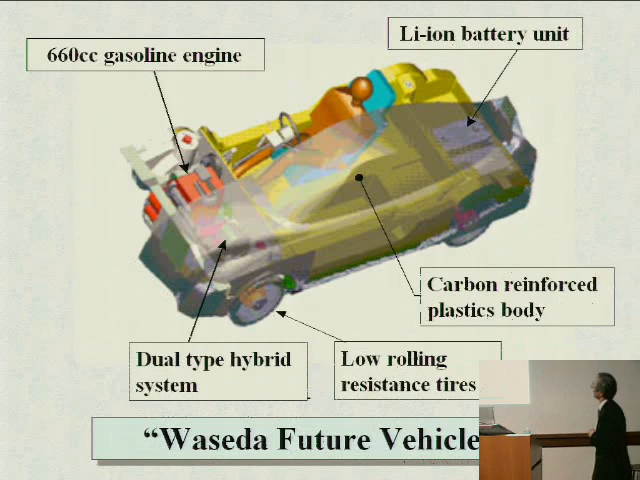 Li-ion battery unit
660cc gasoline engine
Carbon reinforced
plastics body
Dual type hybrid
system
Low rolling
resistance tires
“Waseda Future Vehicle